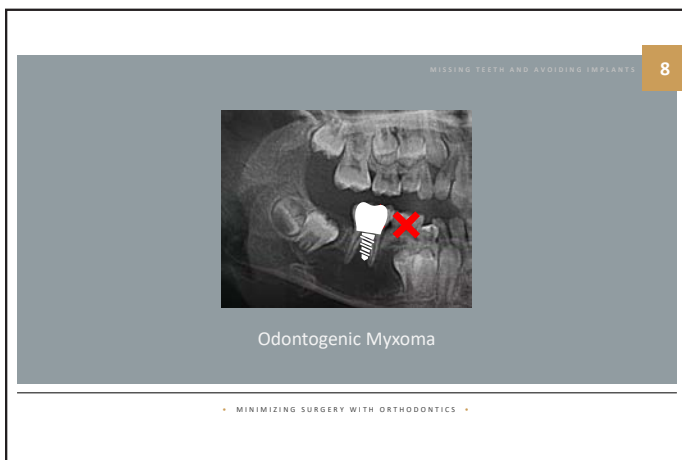 MISSING TEETH AND AVOIDING IMPLANTS
8
Odontogenic Myxoma
• MINIMIZING SURGERY WITH ORTHODONTICS •